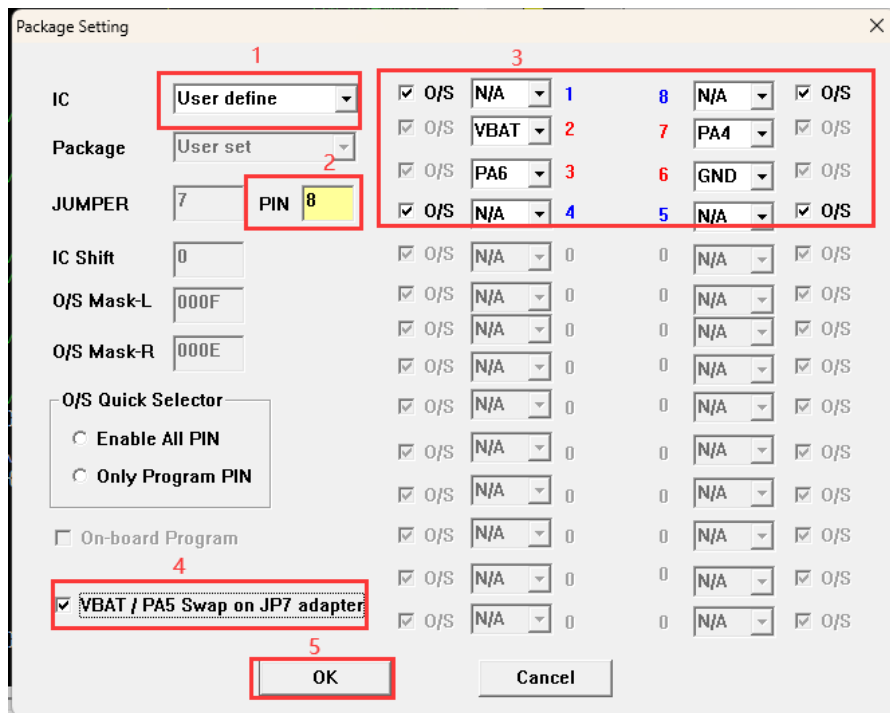 Package Setting
1
3
IC User define
O/S N/A 1 8 N/A O/S
O/S VBAT 2 7 PA4 O/S
Package User set
2
O/S PA6 3 6 GND O/S
JUMPER 7 PIN 8
O/S N/A 4 5 N/A O/S
IC Shift 0
O/S N/A 0 0 N/A O/S
O/S Mask-L 000F
O/S N/A 0 0 N/A O/S
O/S N/A 0 0 N/A O/S
O/S Mask-R 000E
O/S N/A 0 0 N/A O/S
O/S Quick Selector
O/S N/A 0 0 N/A O/S
Enable All PIN
O/S N/A 0 0 N/A O/S
Only Program PIN
O/S N/A 0 0 N/A O/S
On-board Program
O/S N/A 0 0 N/A O/S
4
O/S N/A 0 0 N/A O/S
VBAT / PA5 Swap on JP7 adapter
O/S N/A 0 0 N/A O/S
5
OK Cancel